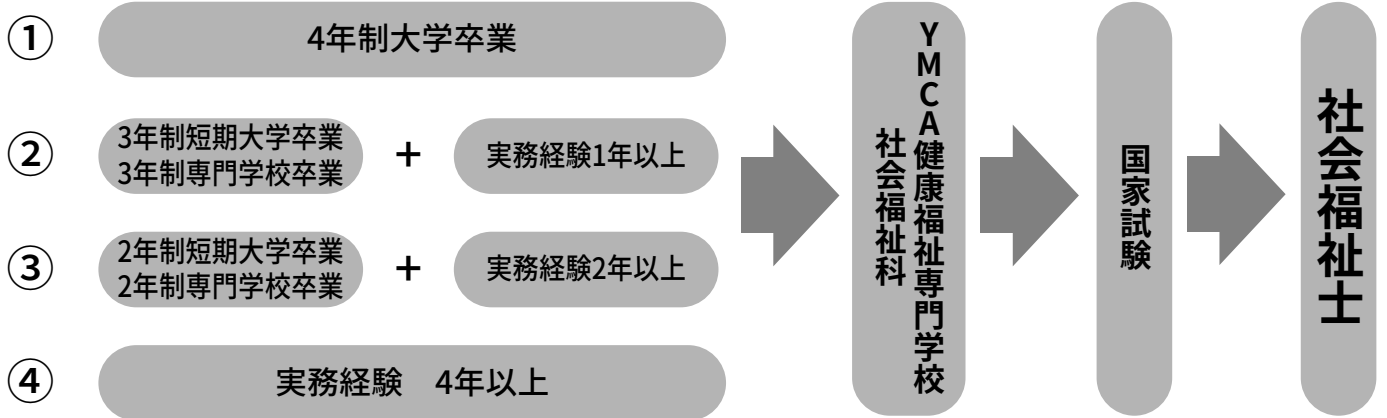 ①
4年制大学卒業
②
3年制短期大学卒業
3年制専門学校卒業
+
実務経験1年以上
③
2年制短期大学卒業
2年制専門学校卒業
+
実務経験2年以上
④
実務経験　4年以上
YMCA健康福祉専門学校
社会福祉科
国家試験
社会福祉士